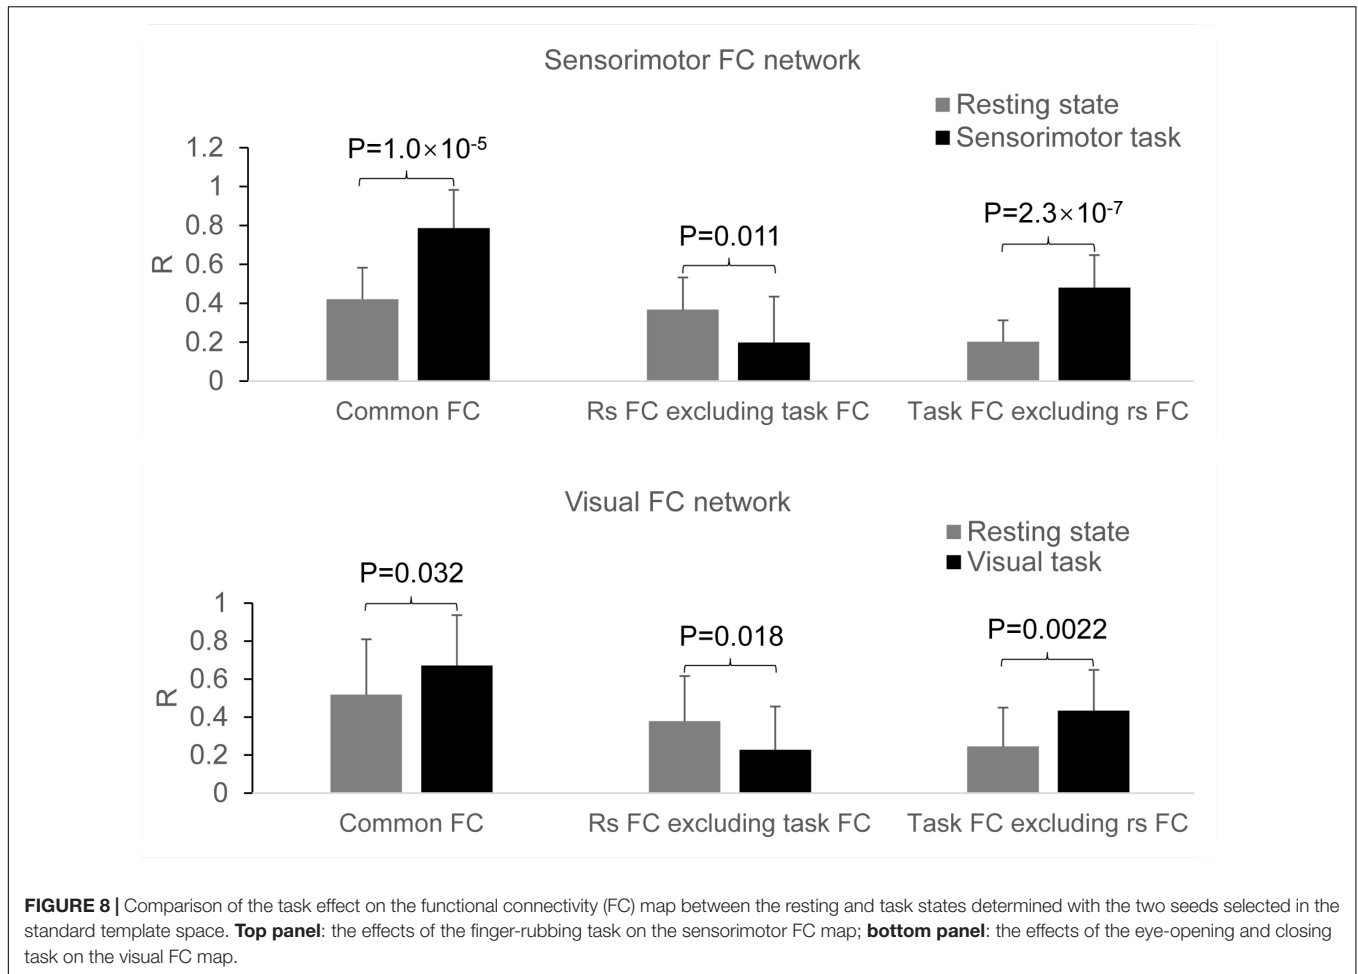 Sensorimotor FC network
Resting state
Sensorimotor task
1.2
1
0.8
0.6
0.4
0.2
0
R
P=1.0×10⁻⁵
P=0.011
P=2.3×10⁻⁷
Common FC
Rs FC excluding task FC
Task FC excluding rs FC
Visual FC network
Resting state
Visual task
1
0.8
0.6
0.4
0.2
0
R
P=0.032
P=0.018
P=0.0022
Common FC
Rs FC excluding task FC
Task FC excluding rs FC
FIGURE 8 | Comparison of the task effect on the functional connectivity (FC) map between the resting and task states determined with the two seeds selected in the
standard template space. Top panel: the effects of the finger-rubbing task on the sensorimotor FC map; bottom panel: the effects of the eye-opening and closing
task on the visual FC map.